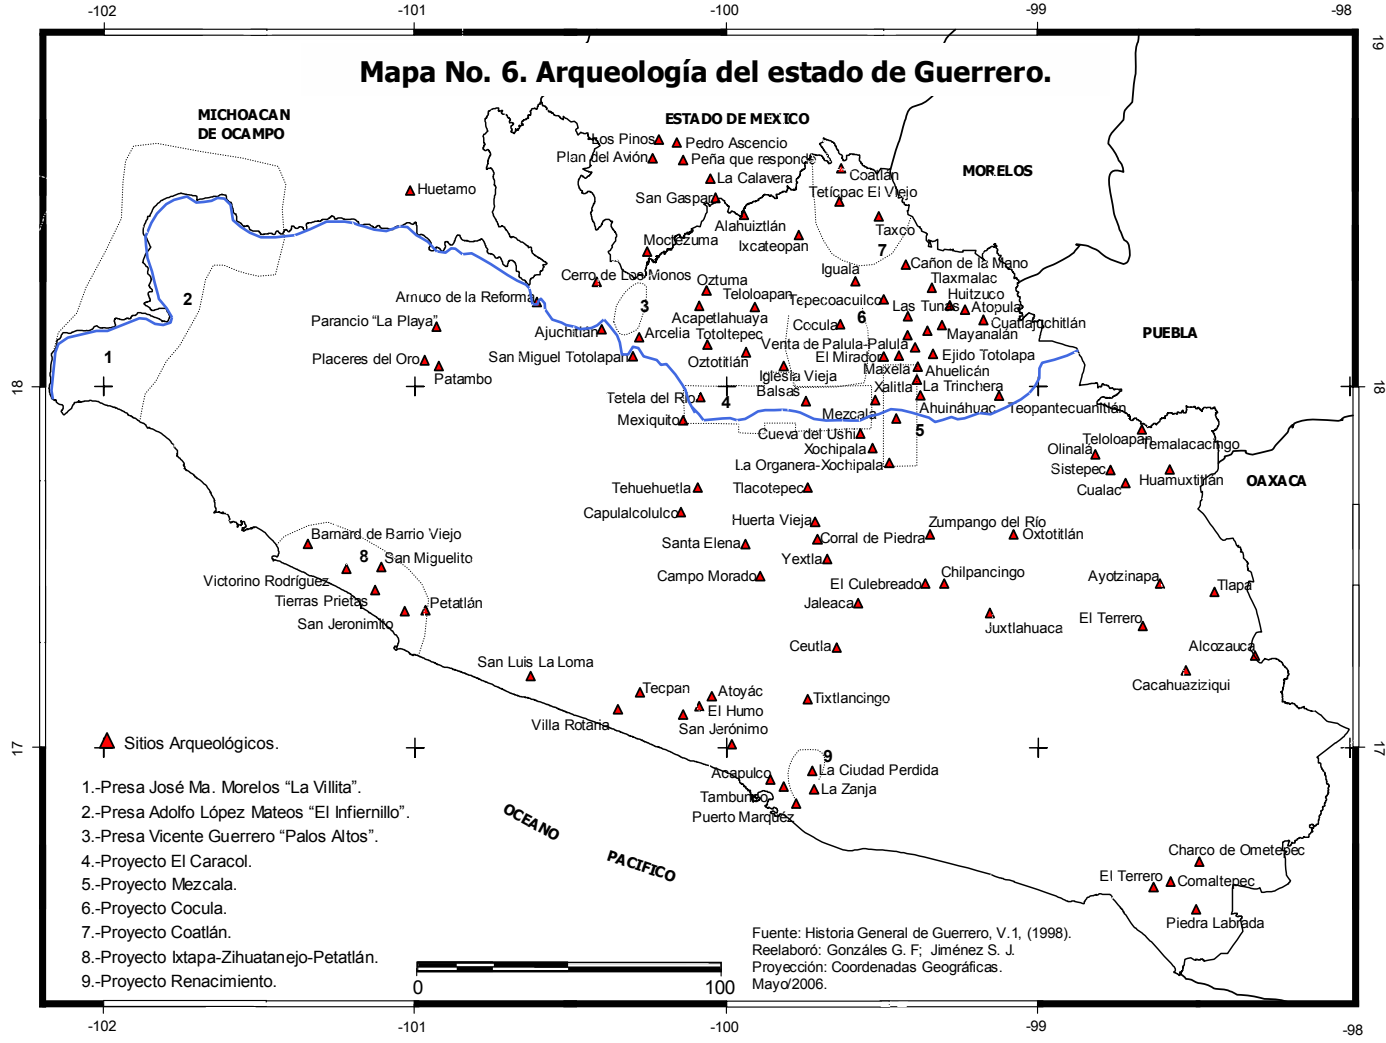 -102
-101
-100
-99
-98
19
Mapa No. 6. Arqueología del estado de Guerrero.
MICHOACAN
DE OCAMPO
ESTADO DE MEXICO
MORELOS
PUEBLA
OAXACA
Los Pinos
Pedro Ascencio
Plan del Avión
Peña que responde
La Calavera
Coatlán
Huetamo
San Gaspar
Tetícpac El Viejo
Alahuiztlán
Taxco
Ixcateopan
Moctezuma
7
Cañon de la Mano
Iguala
Cerro de Los Monos
Oztuma
Tlaxmalac
2
Arnuco de la Reforma
Teloloapan
Tepecoacuilco
Huitzuco
3
Las Tunas
Atopula
Acapetlahuaya
6
Parancio “La Playa”
Cocula
Cuatlajuchitlán
Ajuchitlán
Arcelia
Totoltepec
Mayanalán
Venta de Palula-Palula
1
Placeres del Oro
San Miguel Totolapan
Oztotitlán
El Mirador
Ejido Totolapa
Patambo
Iglesia Vieja
Maxela
Ahuelicán
18
18
Xalitla
La Trinchera
Tetela del Río
4
Balsas
Mexiquito
Mezcala
Ahuináhuac
Teopantecuanitlán
5
Cueva del Ushi
Teloloapan
Temalacacingo
Xochipala
Olinalá
La Organera-Xochipala
Sistepec
Huamuxtitlán
Cualac
Tehuehuetla
Tlacotepec
Capulalcolulco
Huerta Vieja
Zumpango del Río
Barnard de Barrio Viejo
Santa Elena
Corral de Piedra
Oxtotitlán
8
San Miguelito
Yextla
Victorino Rodríguez
Campo Morado
El Culebreado
Chilpancingo
Ayotzinapa
Tlapa
Tierras Prietas
Petatlán
Jaleaca
San Jeronimito
Juxtlahuaca
El Terrero
Ceutla
Alcozauca
San Luis La Loma
Cacahuaziziqui
Tecpan
Atoyác
Tixtlancingo
Villa Rotaria
El Humo
San Jerónimo
17
17
Sitios Arqueológicos.
9
Acapulco
La Ciudad Perdida
Tambuco
La Zanja
Puerto Marquéz
1.-Presa José Ma. Morelos “La Villita”.
2.-Presa Adolfo López Mateos “El Infiernillo”.
3.-Presa Vicente Guerrero “Palos Altos”.
4.-Proyecto El Caracol.
5.-Proyecto Mezcala.
6.-Proyecto Cocula.
7.-Proyecto Coatlán.
8.-Proyecto Ixtapa-Zihuatanejo-Petatlán.
9.-Proyecto Renacimiento.
OCEANO
PACIFICO
Charco de Ometepec
El Terrero
Comaltepec
Piedra Labrada
0
100
Fuente: Historia General de Guerrero, V.1, (1998).
Reelaboró: Gonzáles G. F; Jiménez S. J.
Proyección: Coordenadas Geográficas.
Mayo/2006.
-102
-101
-100
-99
-98